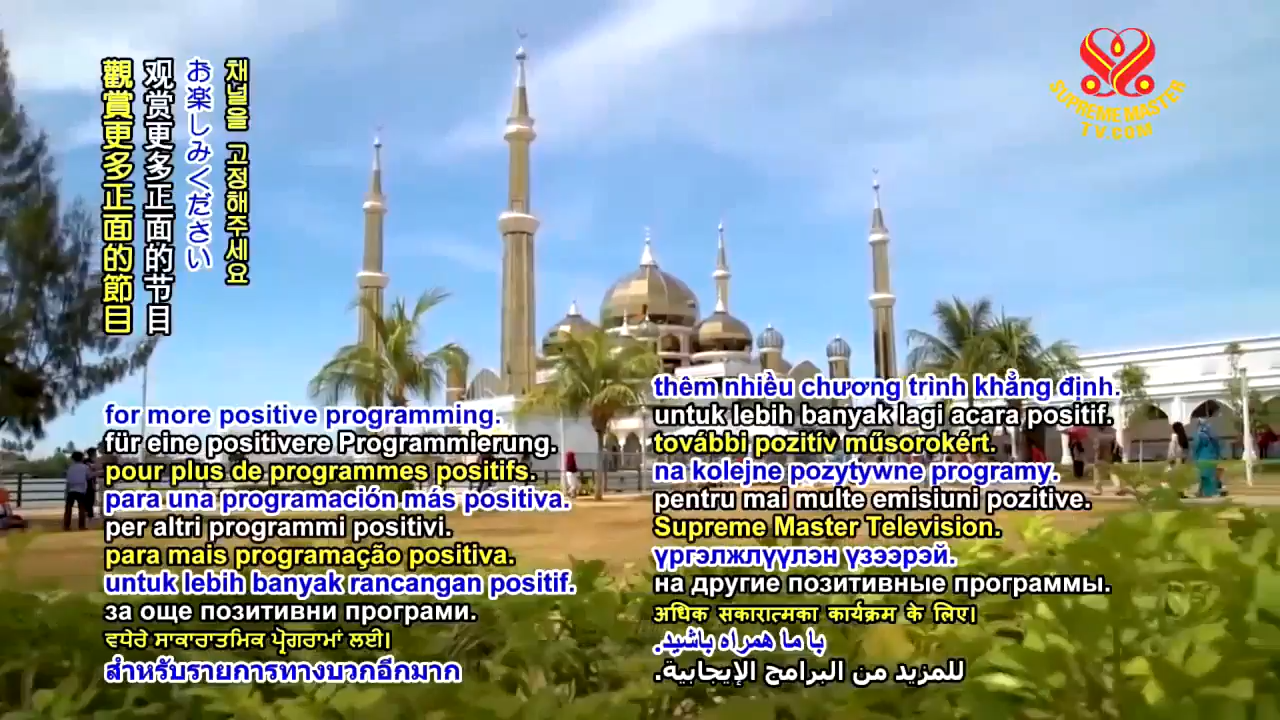 觀賞更多正面的節目
观赏更多正面的节目
お楽しみください
채널을 고정해주세요
SUPREME MASTER
TV.COM
for more positive programming.
für eine positivere Programmierung.
pour plus de programmes positifs.
para una programación más positiva.
per altri programmi positivi.
para mais programação positiva.
untuk lebih banyak rancangan positif.
за още позитивни програми.
ਵਧੇਰੇ ਸਾਕਾਰਾਤਮਿਕ ਪ੍ਰੋਗਰਾਮਾਂ ਲਈ।
สำหรับรายการทางบวกอีกมาก
thêm nhiều chương trình khẳng định.
untuk lebih banyak lagi acara positif.
további pozitív műsorokért.
na kolejne pozytywne programy.
pentru mai multe emisiuni pozitive.
Supreme Master Television.
үргэлжлүүлэн үзээрэй.
на другие позитивные программы.
अधिक सकारात्मका कार्यक्रम के लिए।
با ما همراه باشید.
للمزيد من البرامج الإيجابية.